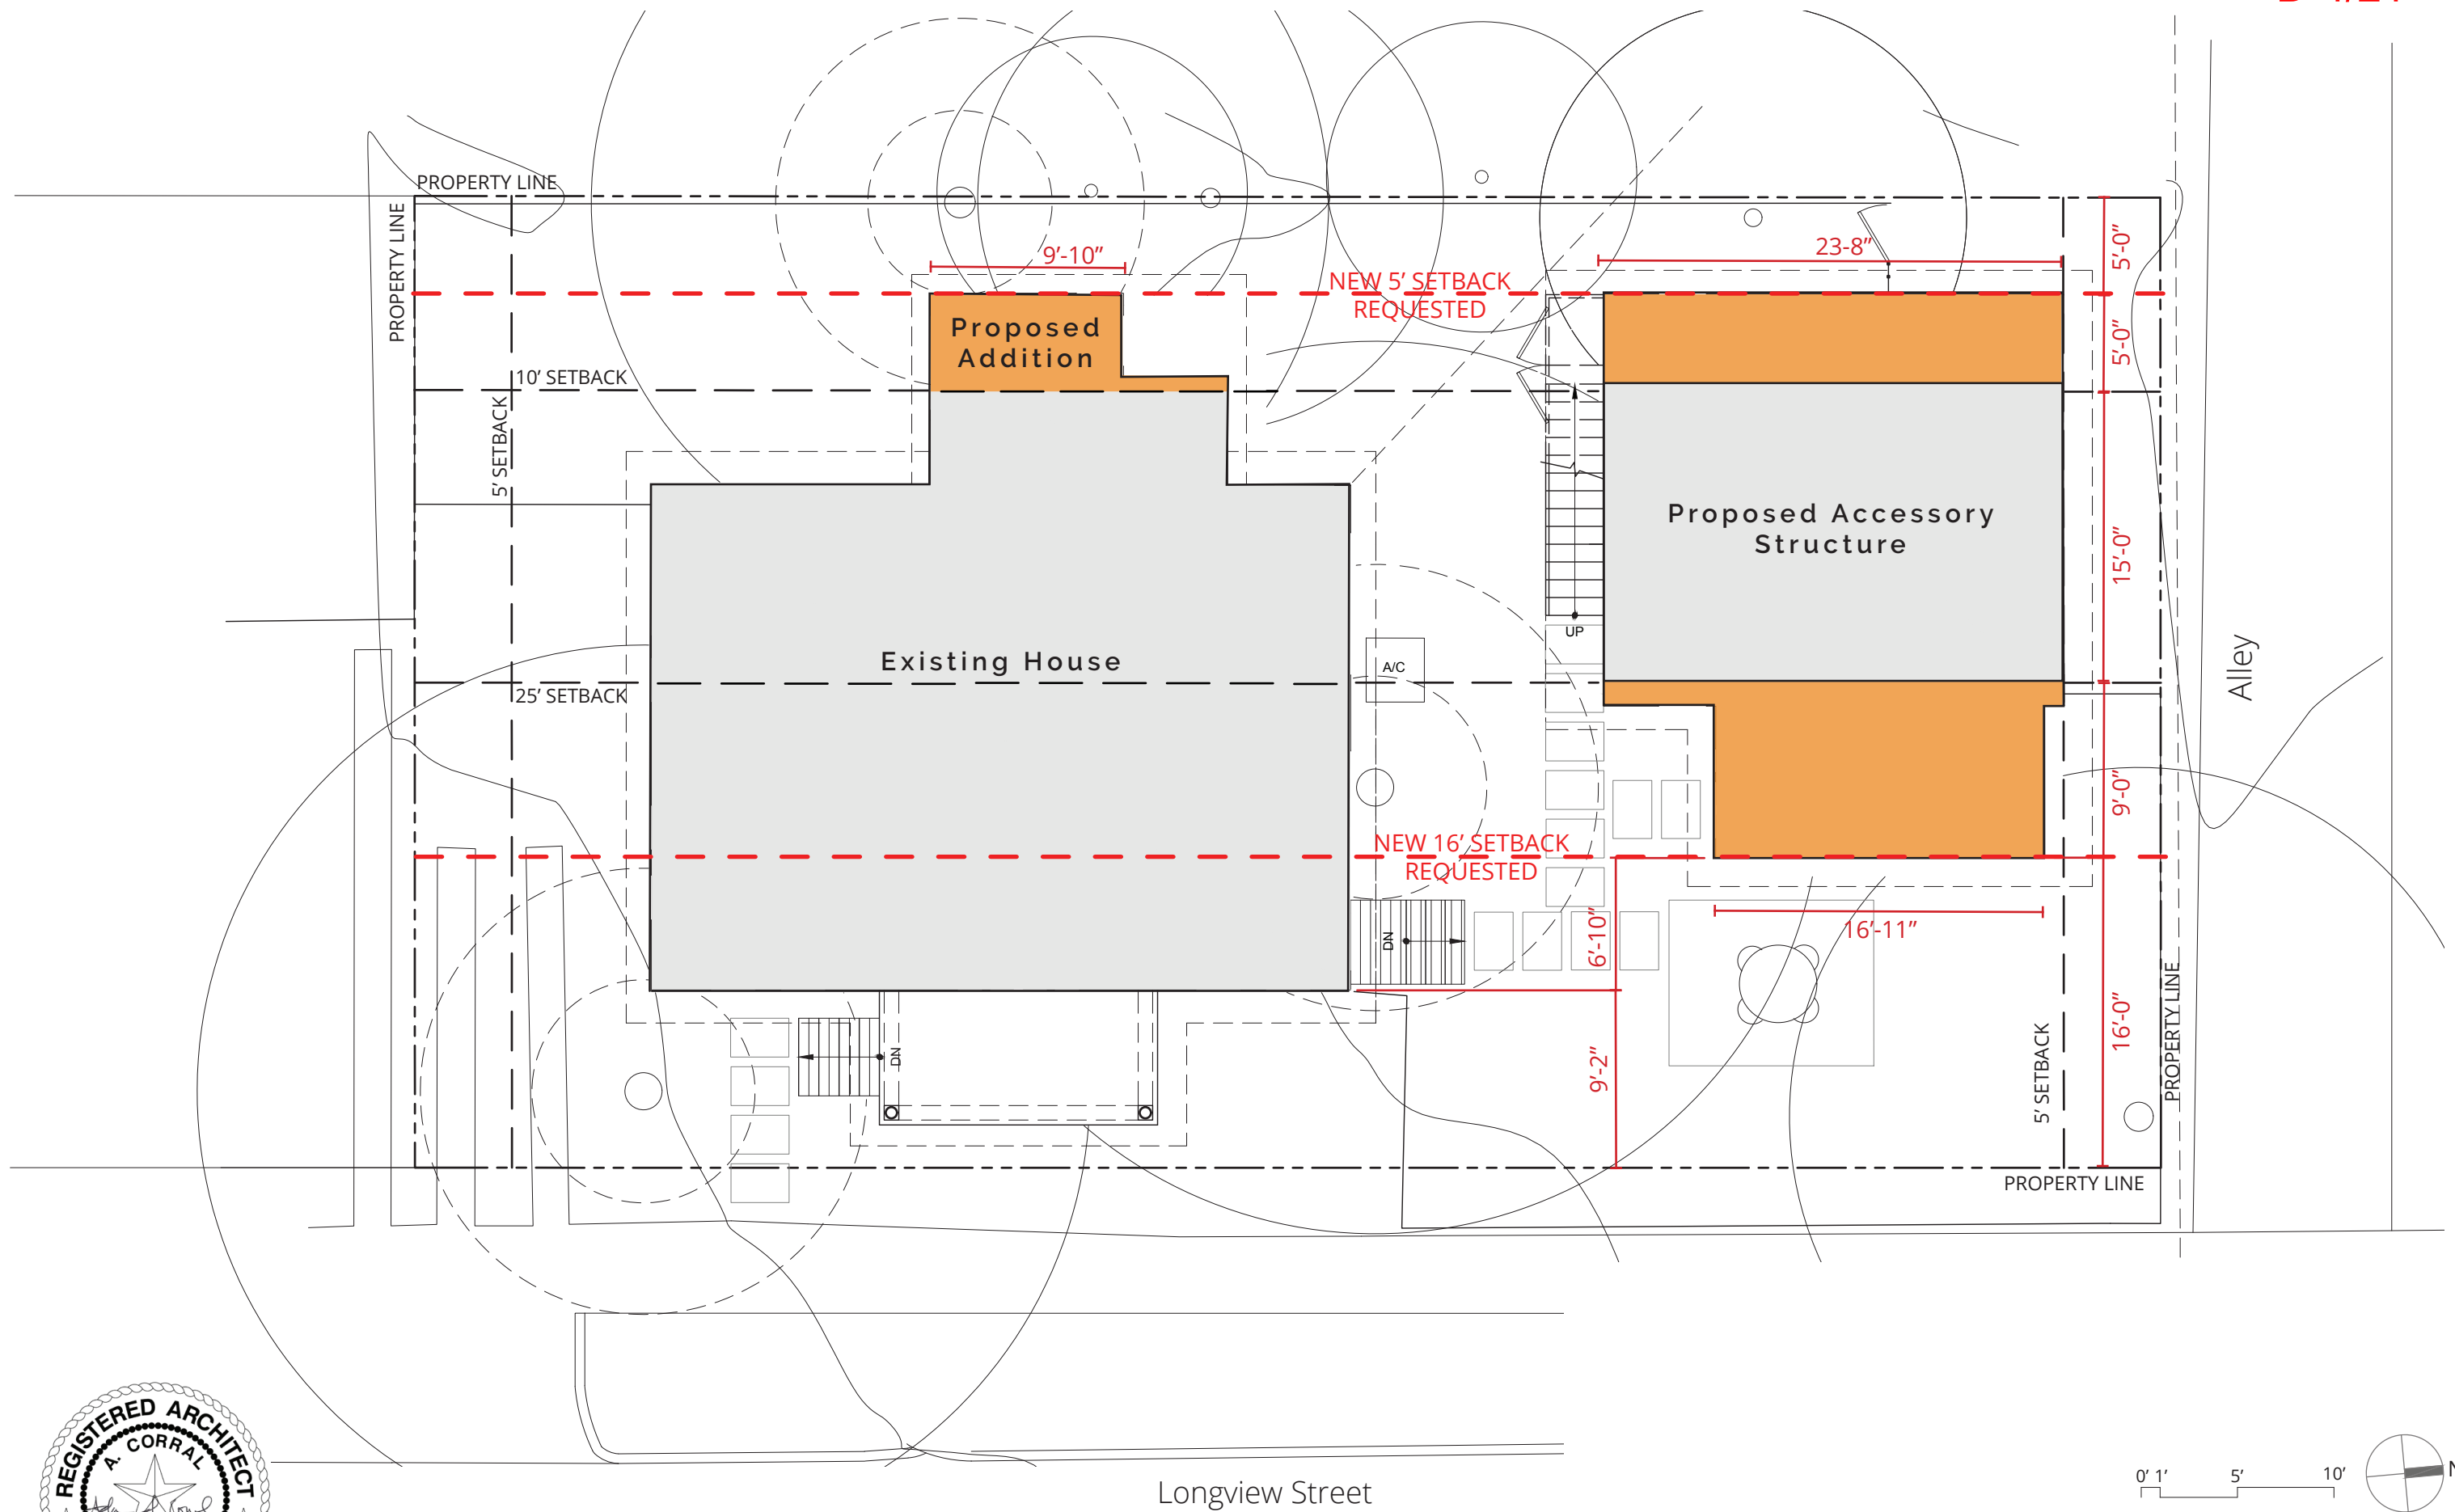 PROPERTY LINE
PROPERTY LINE
9’-10”
23-8”
5’-0”
NEW 5’ SETBACK
REQUESTED
Proposed
Addition
5’-0”
10’ SETBACK
5’ SETBACK
Proposed Accessory
Structure
15’-0”
UP
Existing House
A/C
Alley
25’ SETBACK
9’-0”
NEW 16’ SETBACK
REQUESTED
6’-10”
16’-11”
DN
PROPERTY LINE
16’-0”
5’ SETBACK
DN
9’-2”
PROPERTY LINE
REGISTERED ARCHITECT
A. CORRAL
Longview Street
0’ 1’ 5’ 10’